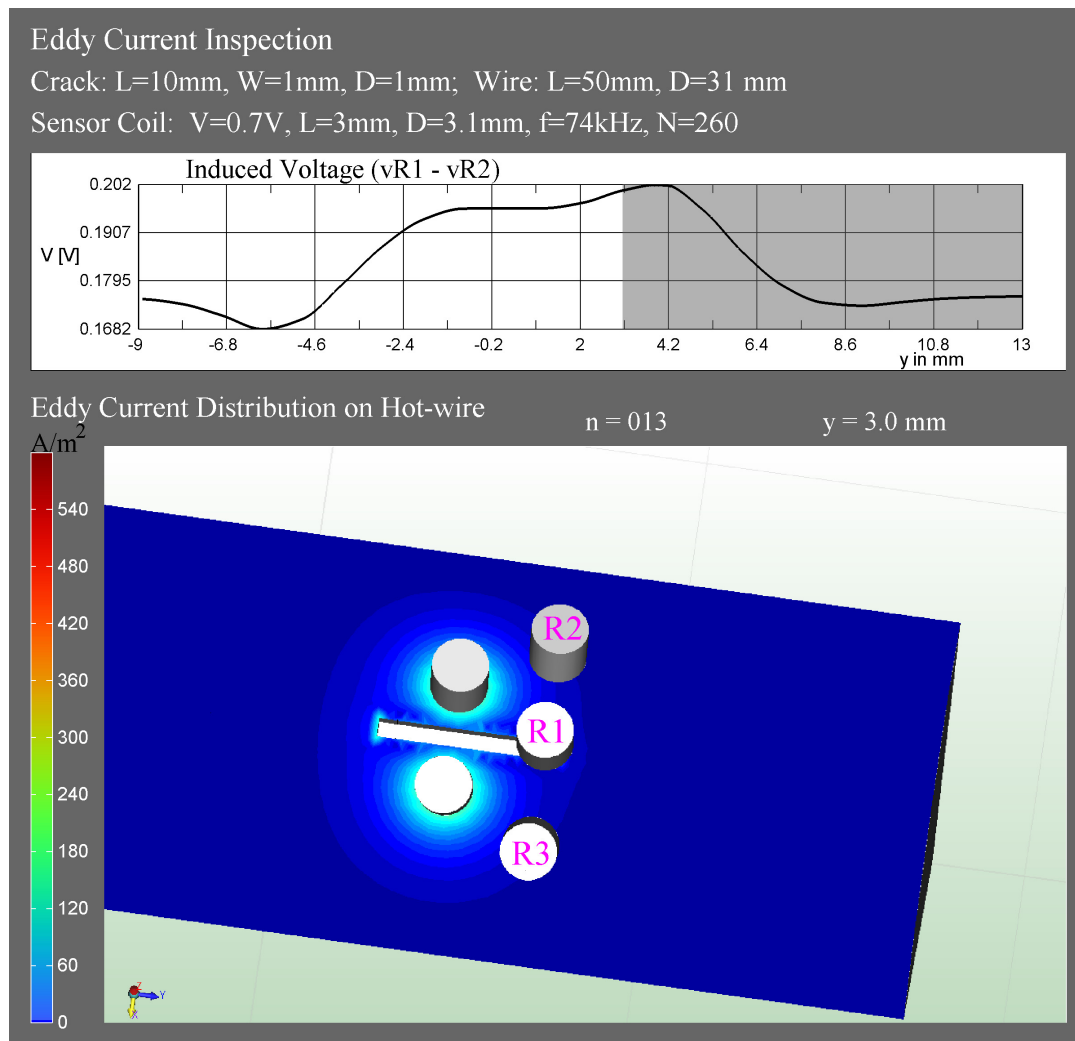 Eddy Current Inspection
Crack: L=10mm, W=1mm, D=1mm; Wire: L=50mm, D=31 mm
Sensor Coil: V=0.7V, L=3mm, D=3.1mm, f=74kHz, N=260
Induced Voltage (vR1 - vR2)
0.202
0.1907
V [V]
0.1795
0.1682
-9 -6.8 -4.6 -2.4 -0.2 2 4.2 6.4 8.6 10.8 13
y in mm
Eddy Current Distribution on Hot-wire
n = 013 y = 3.0 mm
A/m2
540
480
420
360
300
240
180
120
60
0
R2
R1
R3
Z
Y
X